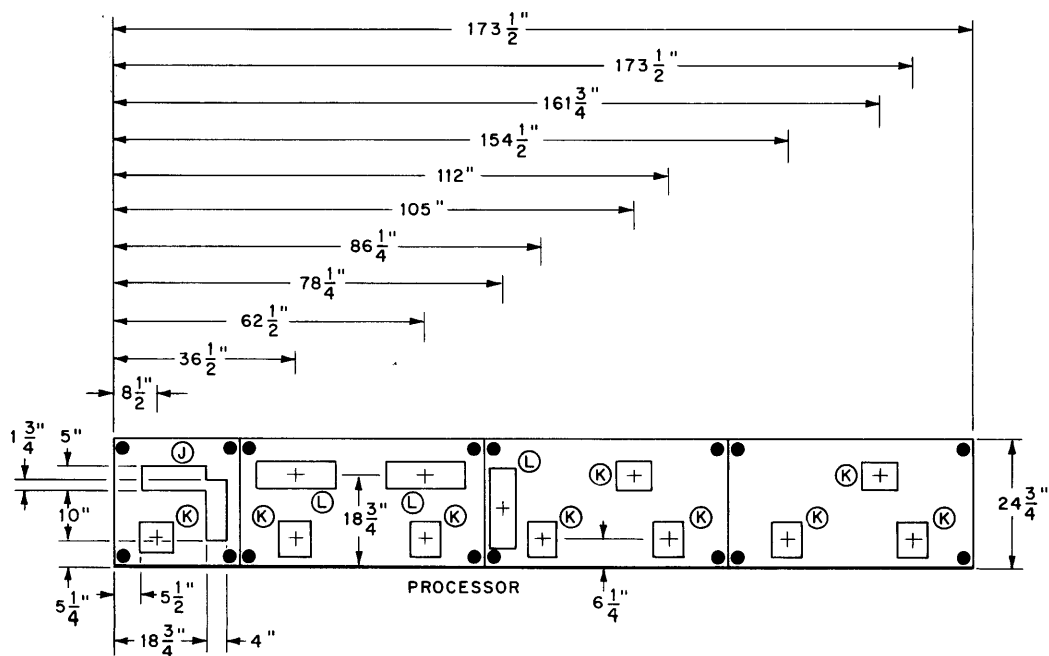 173 1/2"
173 1/2"
161 3/4"
154 1/2"
112"
105"
86 1/4"
78 1/4"
62 1/2"
36 1/2"
8 1/2"
1 3/4" 5"
J
L
K K
K L L 18 3/4" K K K K K
24 3/4"
10"
PROCESSOR
5 1/4" 5 1/2" 6 1/4"
18 3/4" 4"